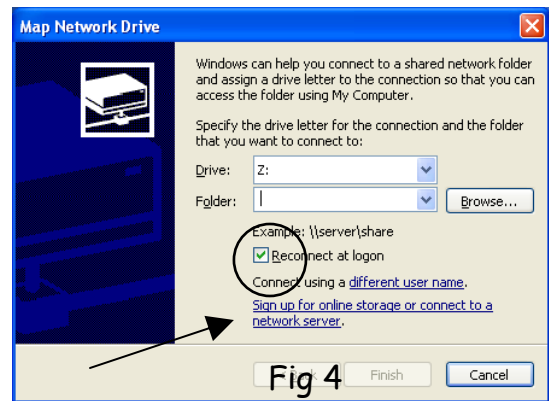 Map Network Drive
Windows can help you connect to a shared network folder
and assign a drive letter to the connection so that you can
access the folder using My Computer.
Specify the drive letter for the connection and the folder
that you want to connect to:
Drive: Z:
Folder: Browse...
Example: \\server\share
Reconnect at logon
Connect using a different user name.
Sign up for online storage or connect to a
network server.
Fig 4 Finish Cancel